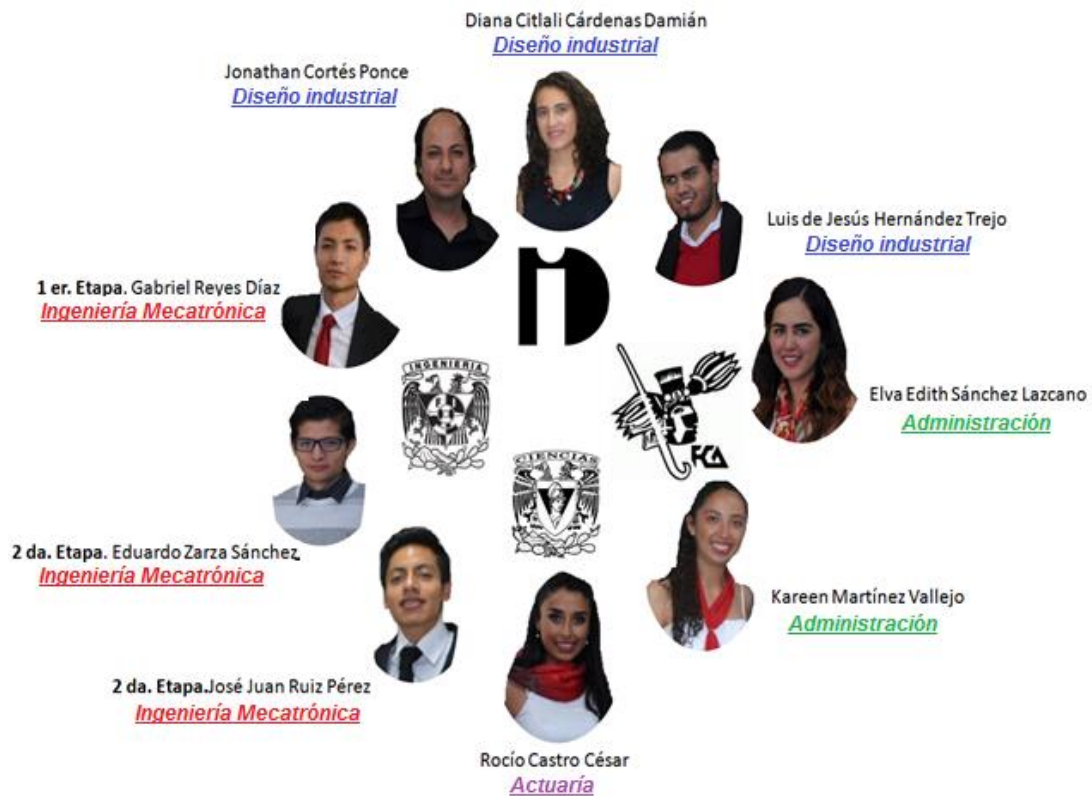 Diana Citlali Cárdenas Damián
Diseño industrial
Jonathan Cortés Ponce
Diseño industrial
Luis de Jesús Hernández Trejo
Diseño industrial
1 er. Etapa. Gabriel Reyes Díaz
Ingeniería Mecatrónica
INGENIERIA
Elva Edith Sánchez Lazcano
Administración
FCA
CIENCIAS
2 da. Etapa. Eduardo Zarza Sánchez.
Ingeniería Mecatrónica
Kareen Martínez Vallejo
Administración
2 da. Etapa.José Juan Ruiz Pérez
Ingeniería Mecatrónica
Rocío Castro César
Actuaría